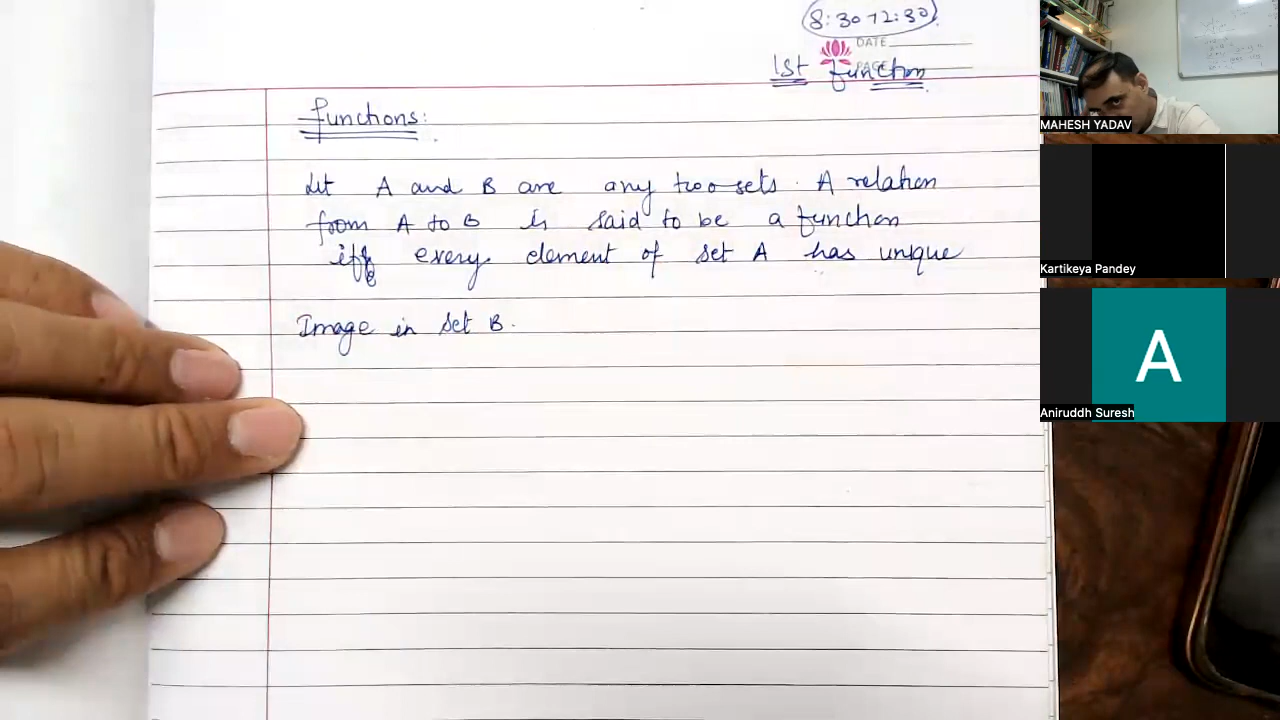 8:30 - 12:30
DATE
PAGE
1st function
Functions:
Let A and B are any two sets. A relation
from A to B is said to be a function
iff every element of set A has unique
Image in set B.
MAHESH YADAV
Kartikeya Pandey
A
Aniruddh Suresh